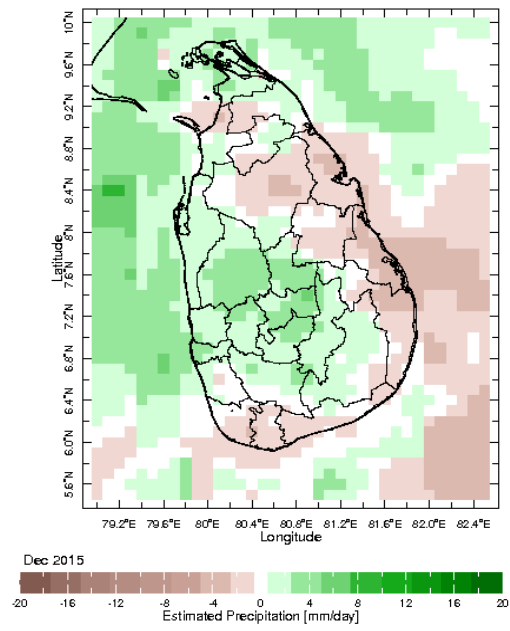 10°N
9.6°N
9.2°N
8.8°N
8.4°N
8°N
7.6°N
7.2°N
6.8°N
6.4°N
6.0°N
5.6°N
Latitude
79.2°E 79.6°E 80°E 80.4°E 80.8°E 81.2°E 81.6°E 82.0°E 82.4°E
Longitude
Dec 2015
-20 -16 -12 -8 -4 0 4 8 12 16 20
Estimated Precipitation [mm/day]